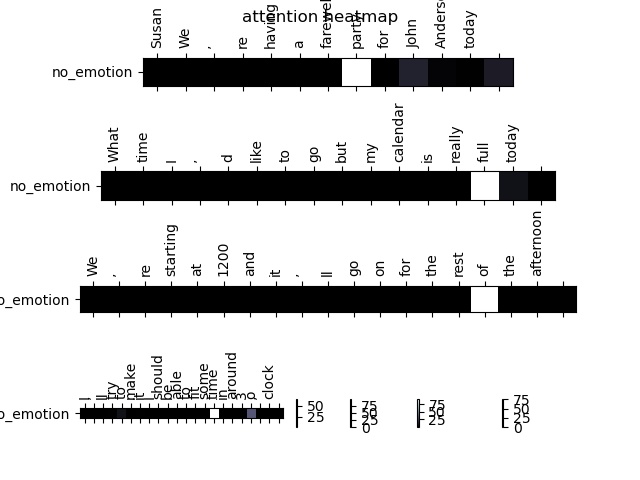 attention heatmap
Susan We , re having a farewell party for John Anderson today
no_emotion
What time I , d like to go but my calendar is really full today
no_emotion
We , re starting at 1200 and it , ll go on for the rest of the afternoon
o_emotion
I , ll try to make it I should be able to fit some time in around 3 o clock
o_emotion
50 25
75 50 25 0
75 50 25
75 50 25 0